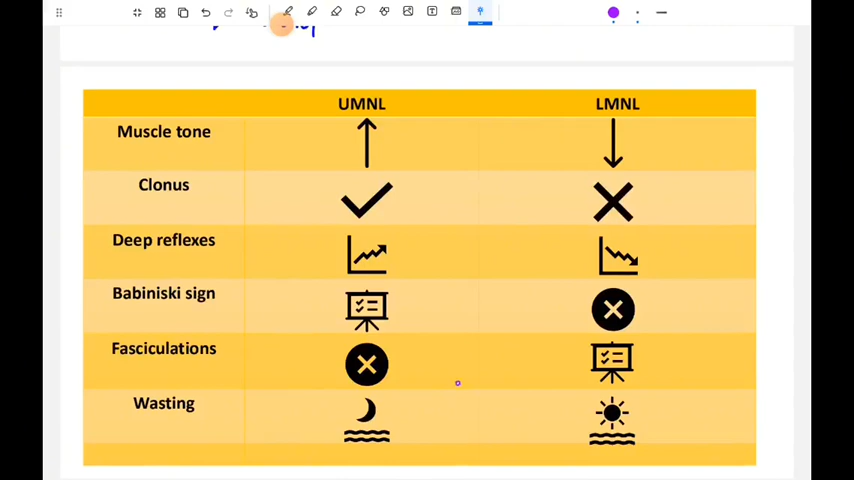 UMNL LMNL
Muscle tone
Clonus
Deep reflexes
Babiniski sign
Fasciculations
Wasting